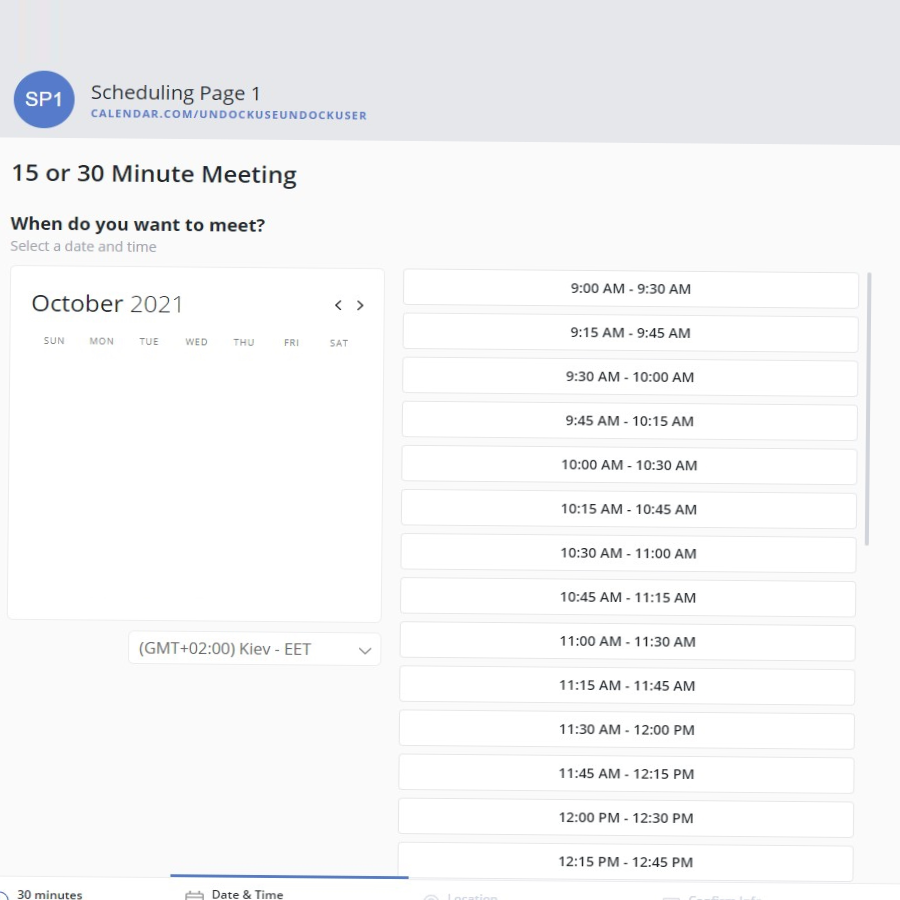 SP1
Scheduling Page 1
CALENDAR.COM/UNDOCKUSEUNDOCKUSER
15 or 30 Minute Meeting
When do you want to meet?
Select a date and time
October 2021
SUN MON TUE WED THU FRI SAT
(GMT+02:00) Kiev - EET
9:00 AM - 9:30 AM
9:15 AM - 9:45 AM
9:30 AM - 10:00 AM
9:45 AM - 10:15 AM
10:00 AM - 10:30 AM
10:15 AM - 10:45 AM
10:30 AM - 11:00 AM
10:45 AM - 11:15 AM
11:00 AM - 11:30 AM
11:15 AM - 11:45 AM
11:30 AM - 12:00 PM
11:45 AM - 12:15 PM
12:00 PM - 12:30 PM
12:15 PM - 12:45 PM
30 minutes
Date & Time
Location
Confirm Info